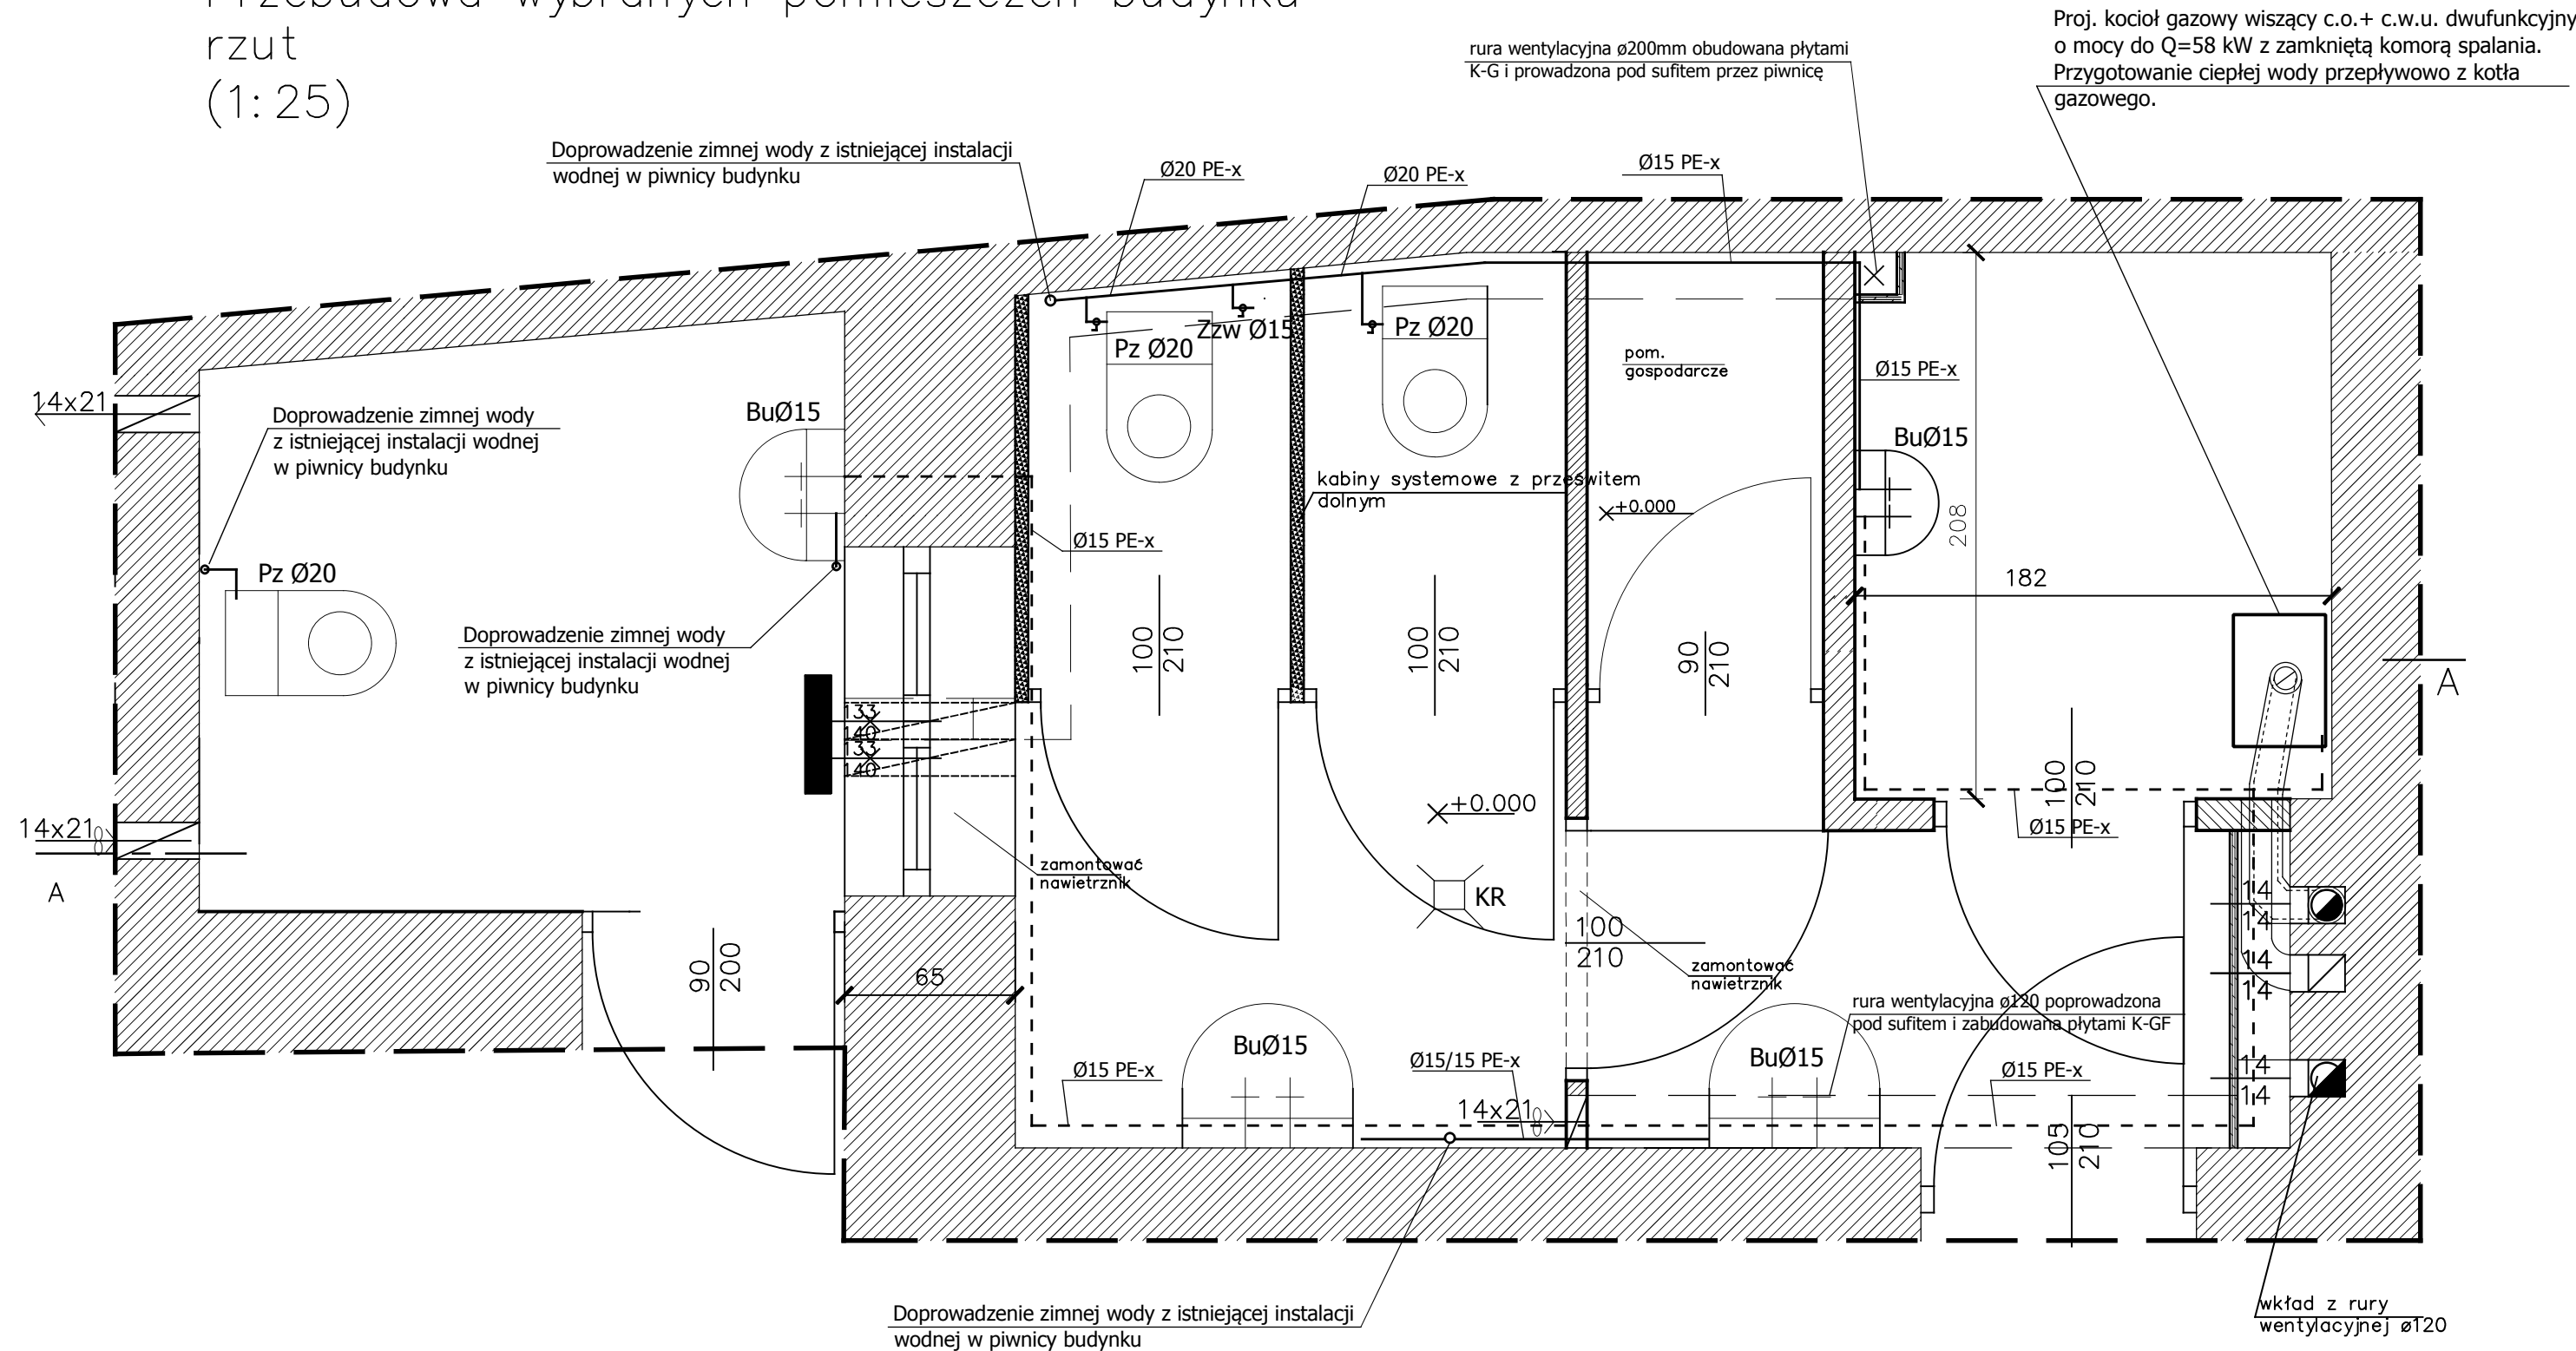 Przebudowa wybranych pomieszczeń budynku
rzut
(1:25)
Proj. kocioł gazowy wiszący c.o.+ c.w.u. dwufunkcyjny
o mocy do Q=58 kW z zamkniętą komorą spalania.
Przygotowanie ciepłej wody przepływowo z kotła
gazowego.
rura wentylacyjna ø200mm obudowana płytami
K-G i prowadzona pod sufitem przez piwnicę
Doprowadzenie zimnej wody z istniejącej instalacji
wodnej w piwnicy budynku
Ø20 PE-x
Ø20 PE-x
Ø15 PE-x
Pz Ø20
Zzw Ø15
Pz Ø20
pom.
gospodarcze
Ø15 PE-x
14x21
Doprowadzenie zimnej wody
z istniejącej instalacji wodnej
w piwnicy budynku
BuØ15
BuØ15
kabiny systemowe z prześwitem
dolnym
+0.000
208
Ø15 PE-x
Pz Ø20
182
Doprowadzenie zimnej wody
z istniejącej instalacji wodnej
w piwnicy budynku
100
210
100
210
90
210
A
133
140
133
140
100
210
+0.000
14x21
Ø15 PE-x
A
zamontować
nawietrznik
KR
14
14
100
210
90
200
65
zamontować
nawietrznik
14
14
rura wentylacyjna ø120 poprowadzona
pod sufitem i zabudowana płytami K-GF
BuØ15
BuØ15
Ø15 PE-x
Ø15/15 PE-x
Ø15 PE-x
14
14
14x21
105
210
Doprowadzenie zimnej wody z istniejącej instalacji
wodnej w piwnicy budynku
wkład z rury
wentylacyjnej ø120